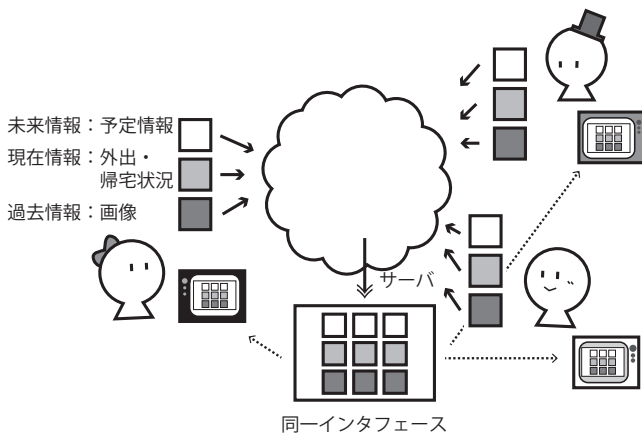 未来情報：予定情報
現在情報：外出・
帰宅状況
過去情報：画像
サーバ
同一インタフェース